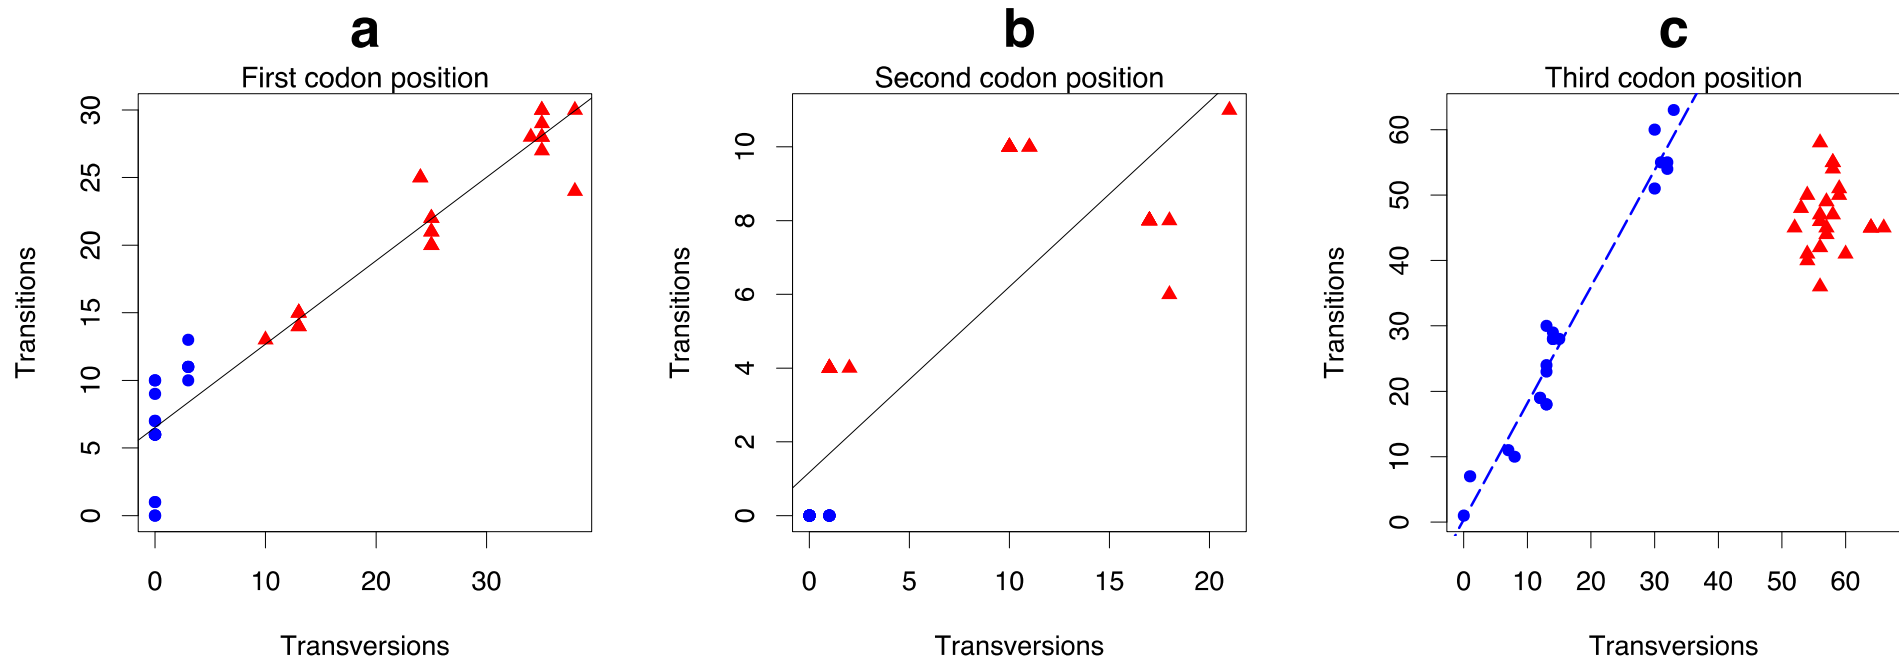 a
First codon position
Transitions
0 5 10 15 20 25 30
0 10 20 30
Transversions
b
Second codon position
Transitions
0 2 4 6 8 10
0 5 10 15 20
Transversions
c
Third codon position
Transitions
0 10 20 30 40 50 60
0 10 20 30 40 50 60
Transversions